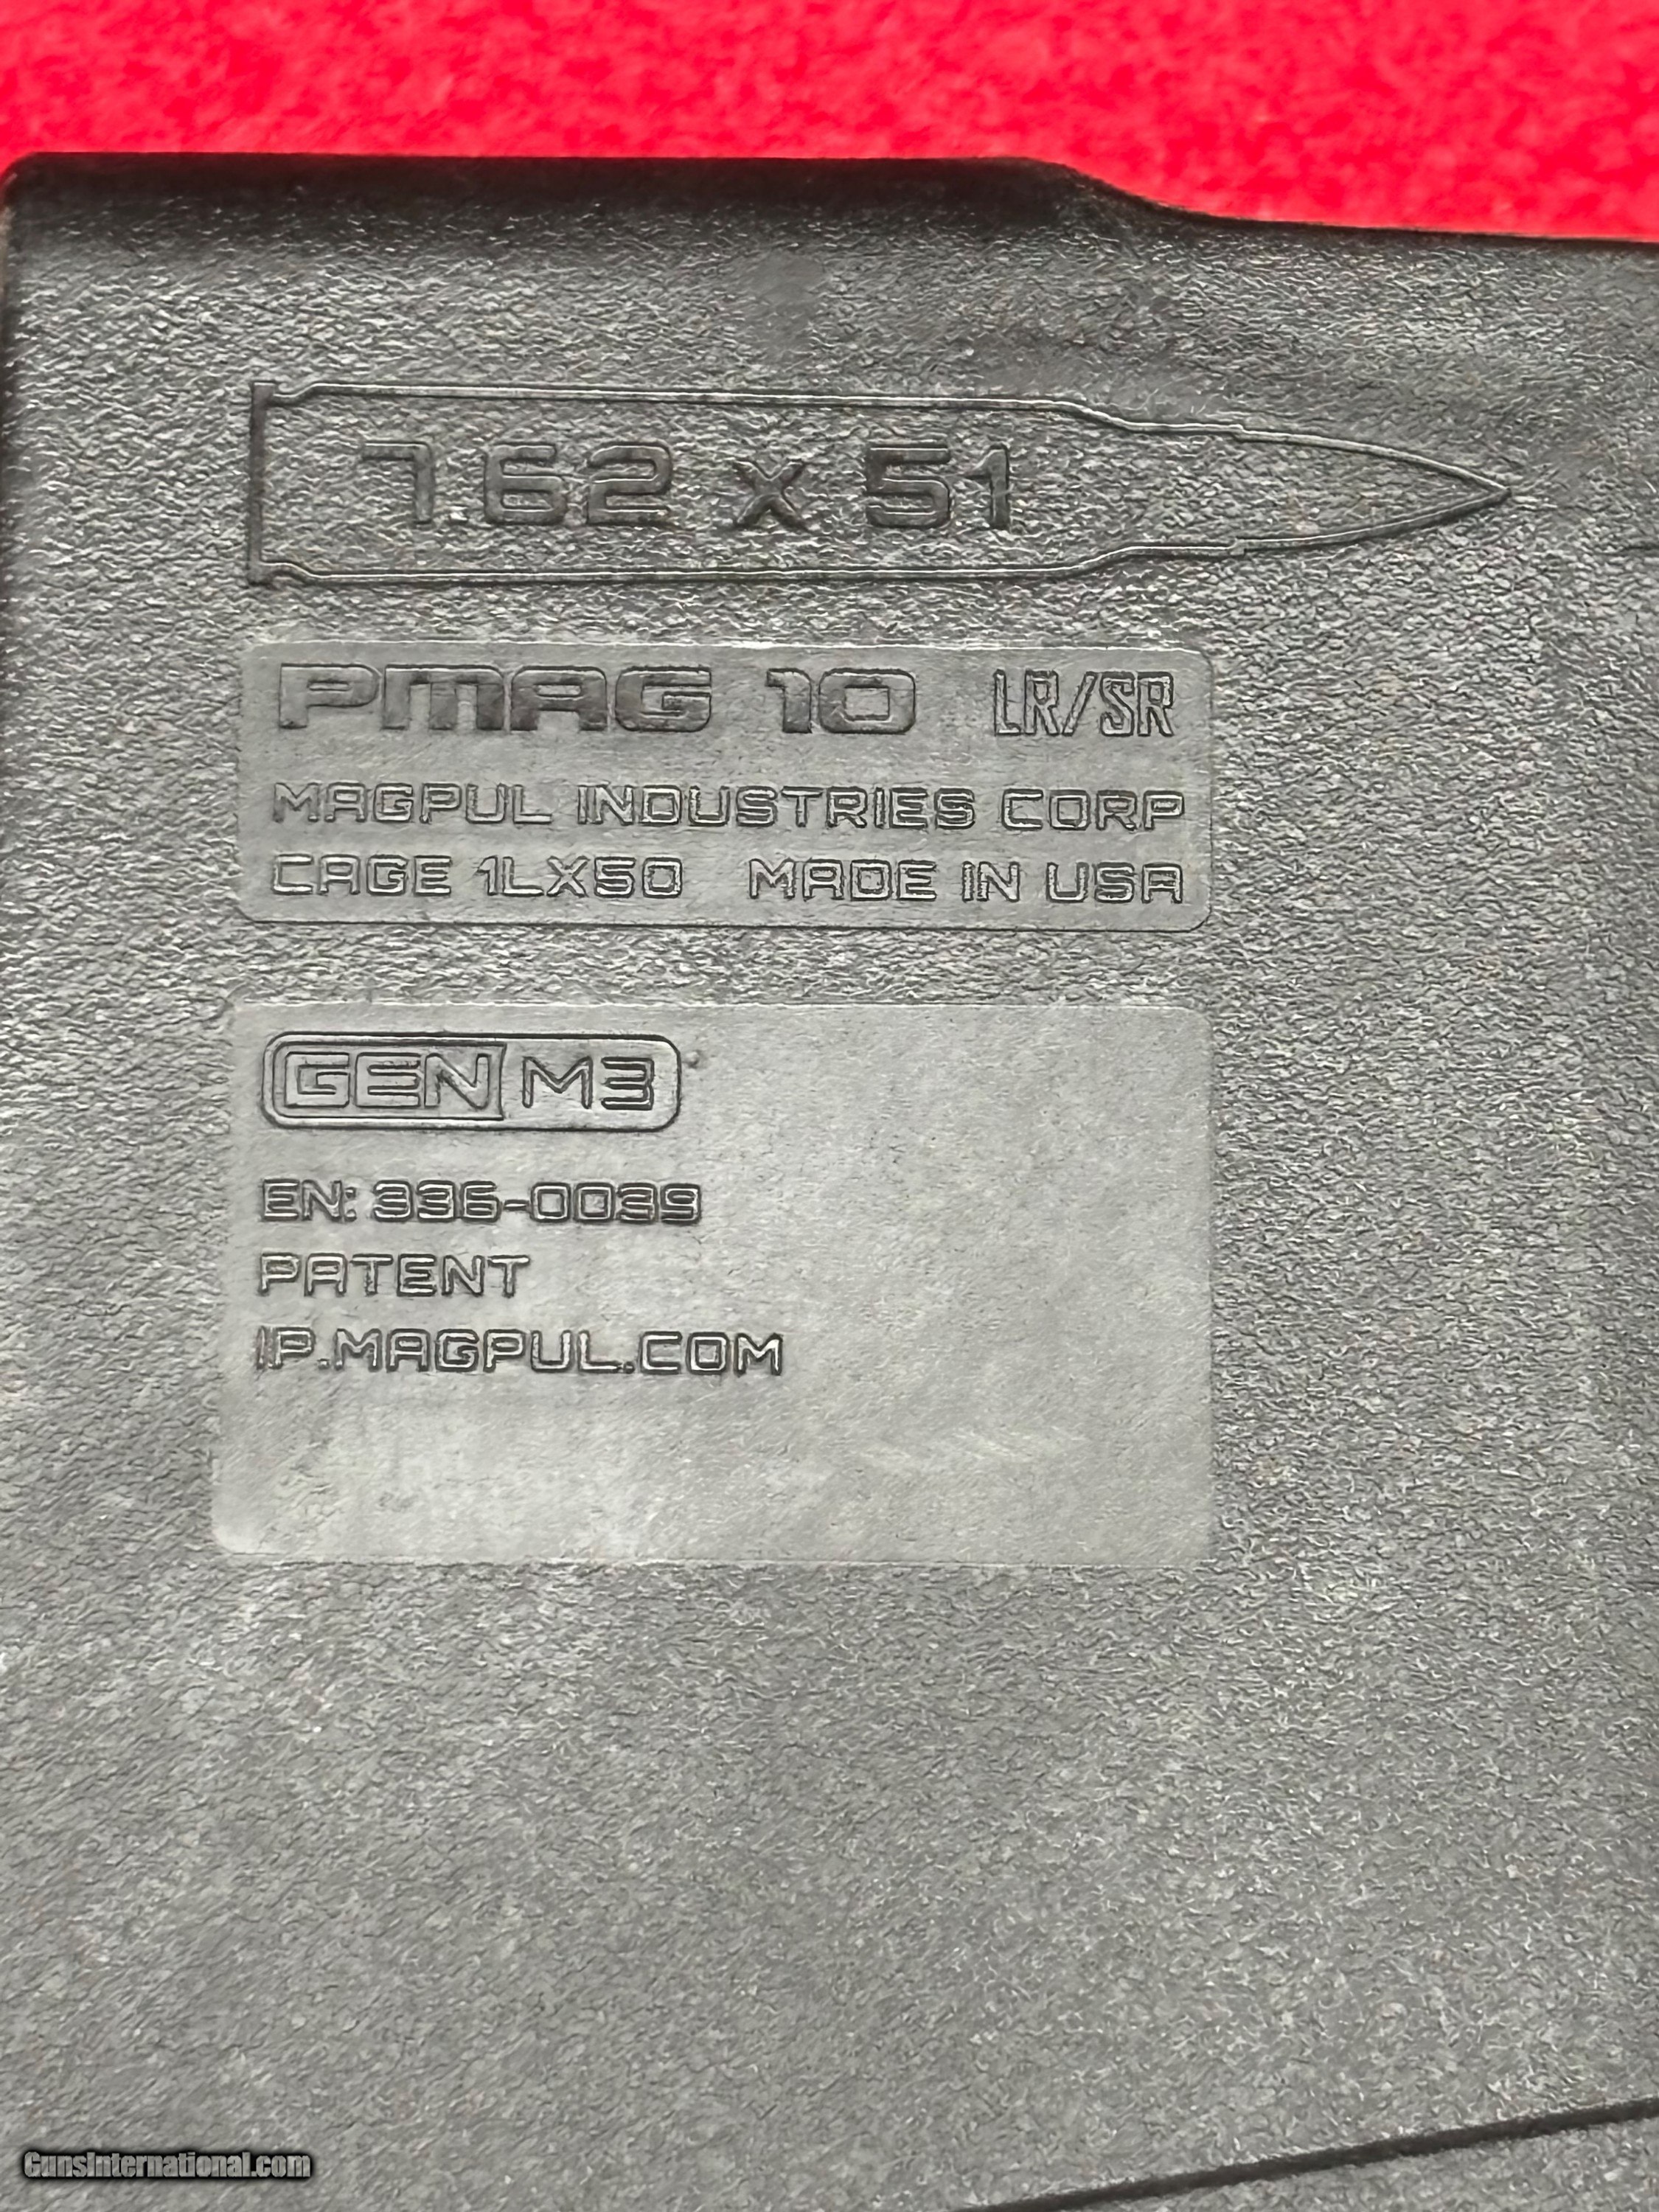 7.62 x 51
PMAG 10 LR/SR
MAGPUL INDUSTRIES CORP
CAGE 1LX50 MADE IN USA
GEN M3
EN: 336-0039
PATENT
IP.MAGPUL.COM
GunsInternational.com